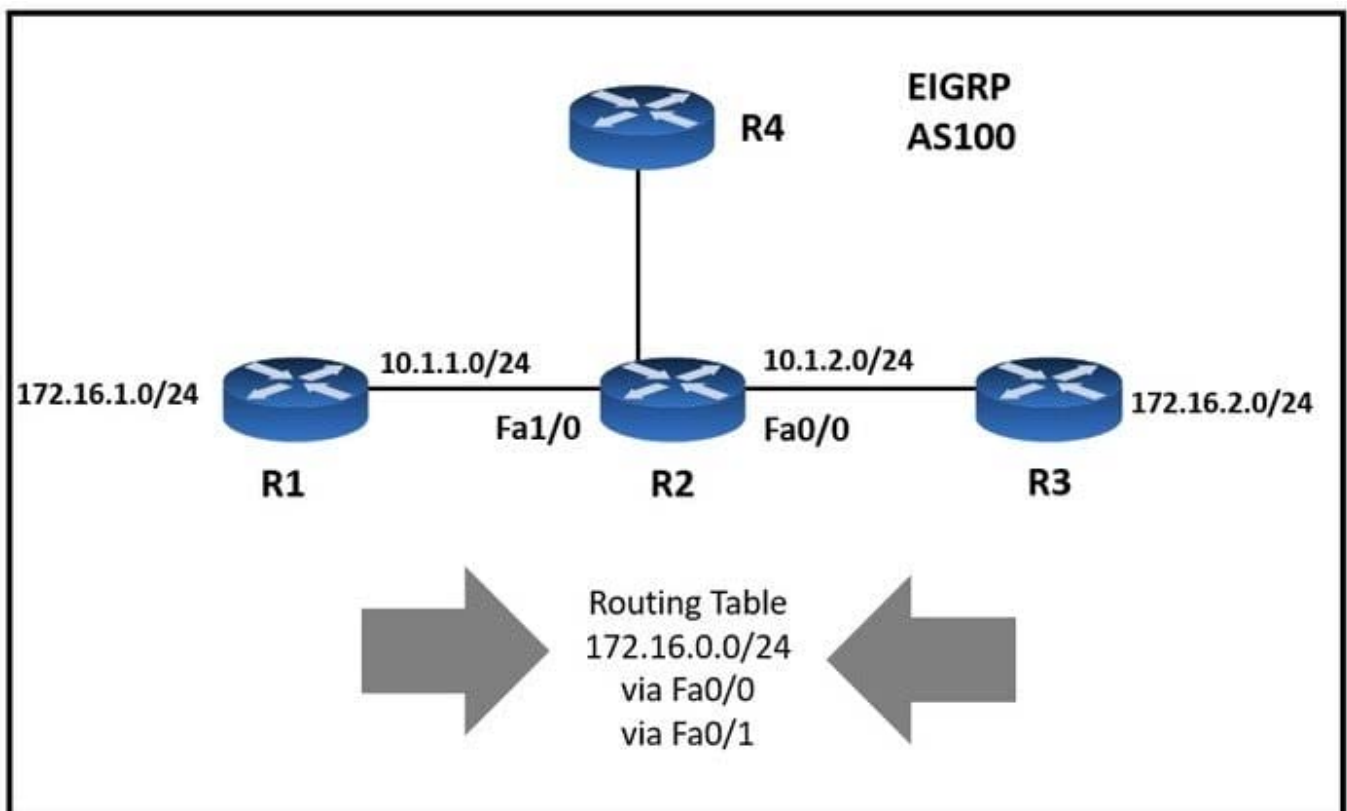 EIGRP
AS100
R4
10.1.1.0/24
10.1.2.0/24
172.16.1.0/24
172.16.2.0/24
Fa1/0
Fa0/0
R1
R2
R3
Routing Table
172.16.0.0/24
via Fa0/0
via Fa0/1